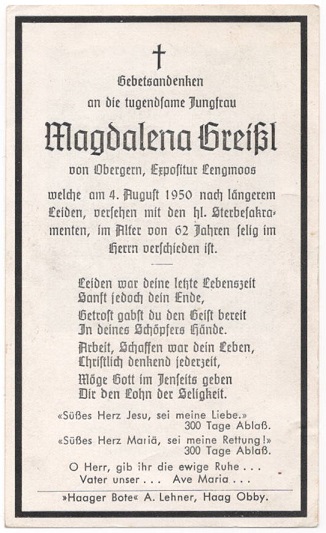 Gebetsandenken
an die tugendsame Jungfrau
Magdalena Greißl
von Obergern, Expositur Lengmoos
welche am 4. August 1950 nach längerem
Leiden, versehen mit den hl. Sterbesakra-
menten, im Alter von 62 Jahren selig im
Herrn verschieden ist.
Leiden war deine letzte Lebenszeit
Sanft jedoch dein Ende,
Getrost gabst du den Geist bereit
In deines Schöpfers Hände.
Arbeit, Schaffen war dein Leben,
Christlich denkend jederzeit,
Möge Gott im Jenseits geben
Dir den Lohn der Seligkeit.
«Süßes Herz Jesu, sei meine Liebe.»
300 Tage Ablaß.
«Süßes Herz Mariä, sei meine Rettung!»
300 Tage Ablaß.
O Herr, gib ihr die ewige Ruhe . . .
Vater unser . . . Ave Maria . . .
»Haager Bote« A. Lehner, Haag Obby.